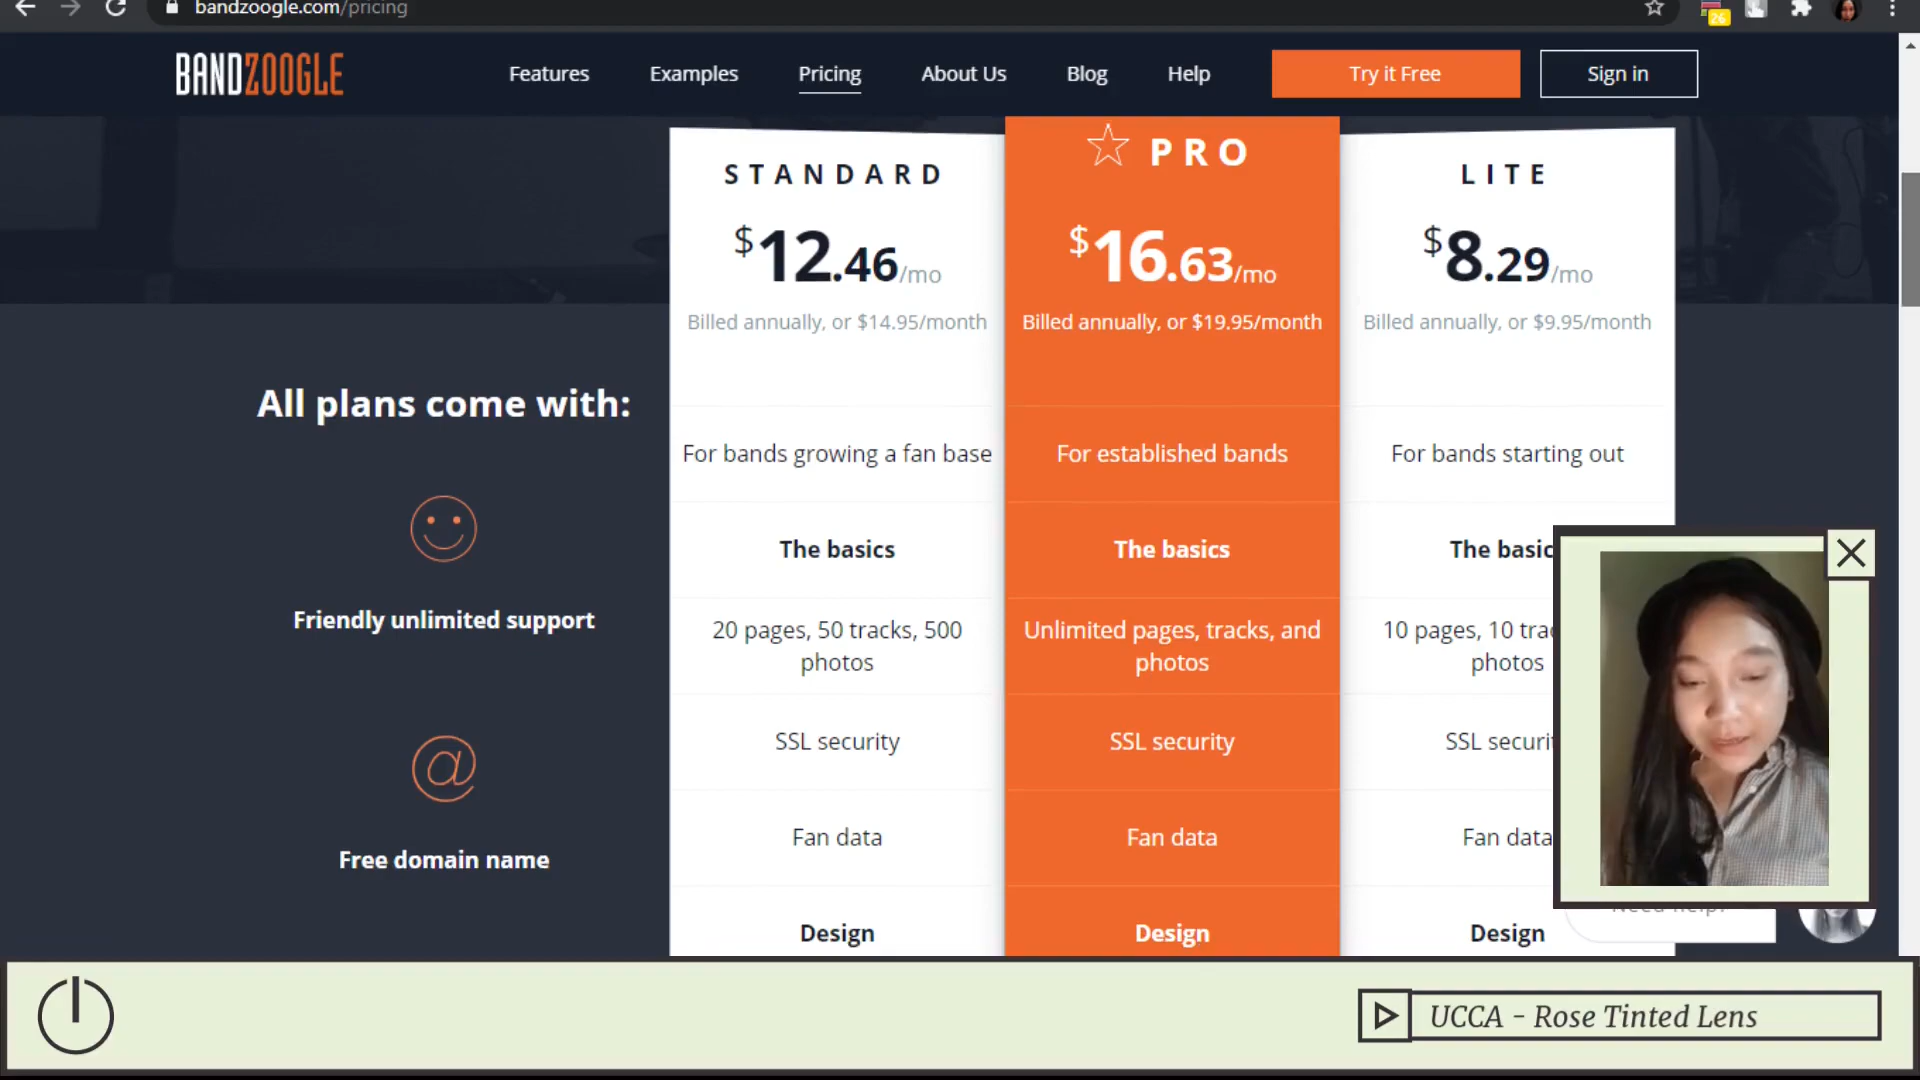 bandzoogle.com/pricing
26
BANDZOOGLE
Features
Examples
Pricing
About Us
Blog
Help
Try it Free
Sign in
All plans come with:
Friendly unlimited support
Free domain name
STANDARD
$12.46/mo
Billed annually, or $14.95/month
For bands growing a fan base
The basics
20 pages, 50 tracks, 500
photos
SSL security
Fan data
Design
PRO
$16.63/mo
Billed annually, or $19.95/month
For established bands
The basics
Unlimited pages, tracks, and
photos
SSL security
Fan data
Design
LITE
$8.29/mo
Billed annually, or $9.95/month
For bands starting out
The
10 pages, 10
photos
SSL
Fan data
Design
UCCA - Rose Tinted Lens